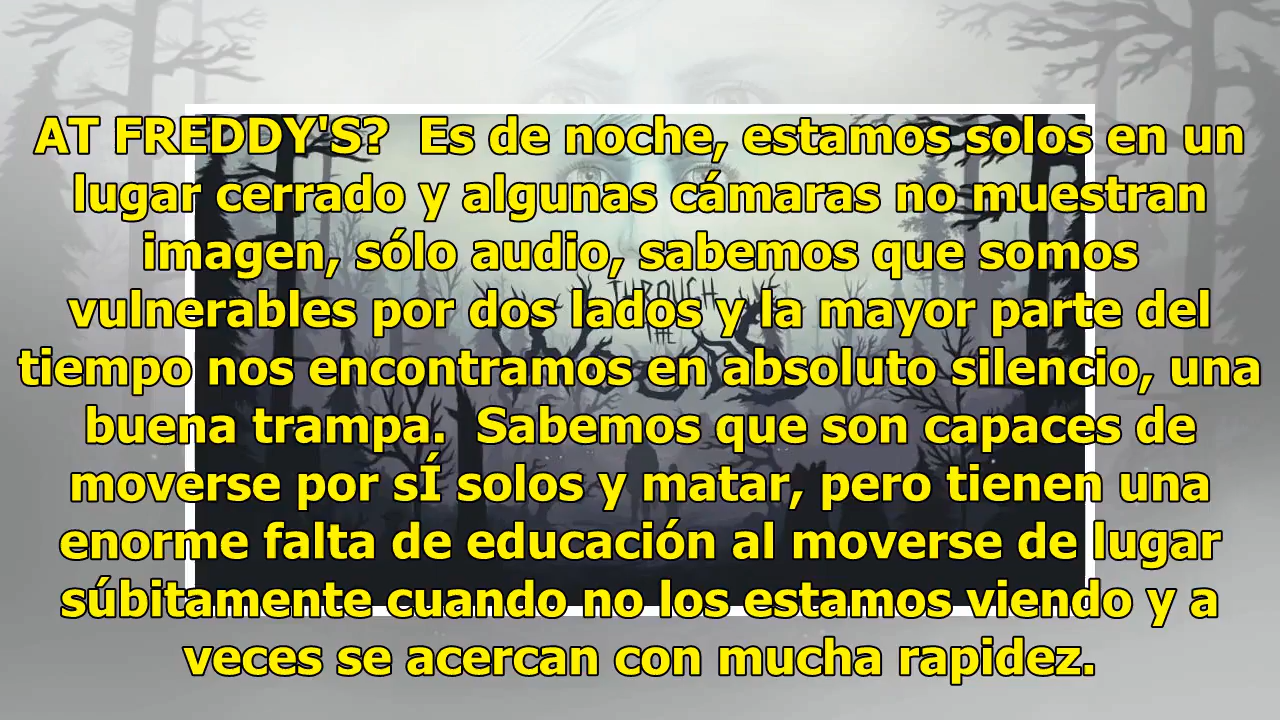 AT FREDDY'S?  Es de noche, estamos solos en un
lugar cerrado y algunas cámaras no muestran
imagen, sólo audio, sabemos que somos
vulnerables por dos lados y la mayor parte del
tiempo nos encontramos en absoluto silencio, una
buena trampa.  Sabemos que son capaces de
moverse por sÍ solos y matar, pero tienen una
enorme falta de educación al moverse de lugar
súbitamente cuando no los estamos viendo y a
veces se acercan con mucha rapidez.
THROUGH
THE